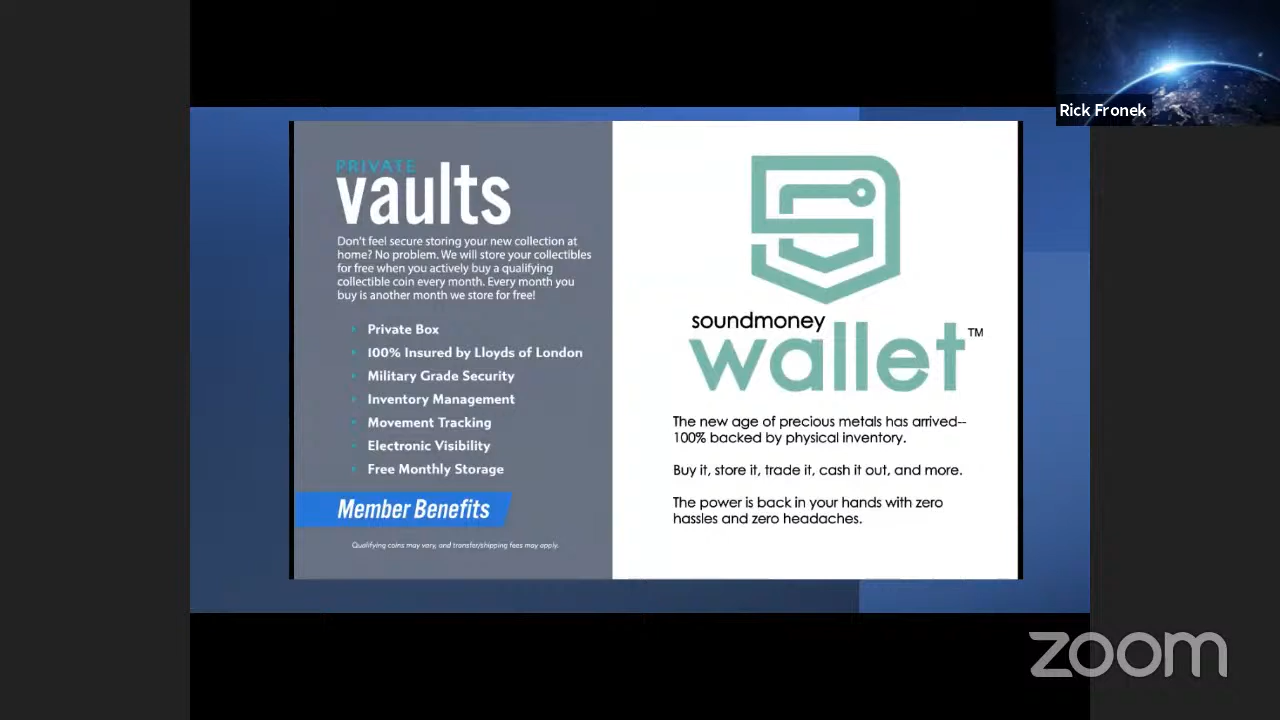 Rick Fronek
PRIVATE
vaults
Don't feel secure storing your new collection at
home? No problem. We will store your collectibles
for free when you actively buy a qualifying
collectible coin every month. Every month you
buy is another month we store for free!
Private Box
100% Insured by Lloyds of London
Military Grade Security
Inventory Management
Movement Tracking
Electronic Visibility
Free Monthly Storage
Member Benefits
Qualifying coins may vary, and transfer/shipping fees may apply.
soundmoney
wallet™
The new age of precious metals has arrived--
100% backed by physical inventory.
Buy it, store it, trade it, cash it out, and more.
The power is back in your hands with zero
hassles and zero headaches.
zoom